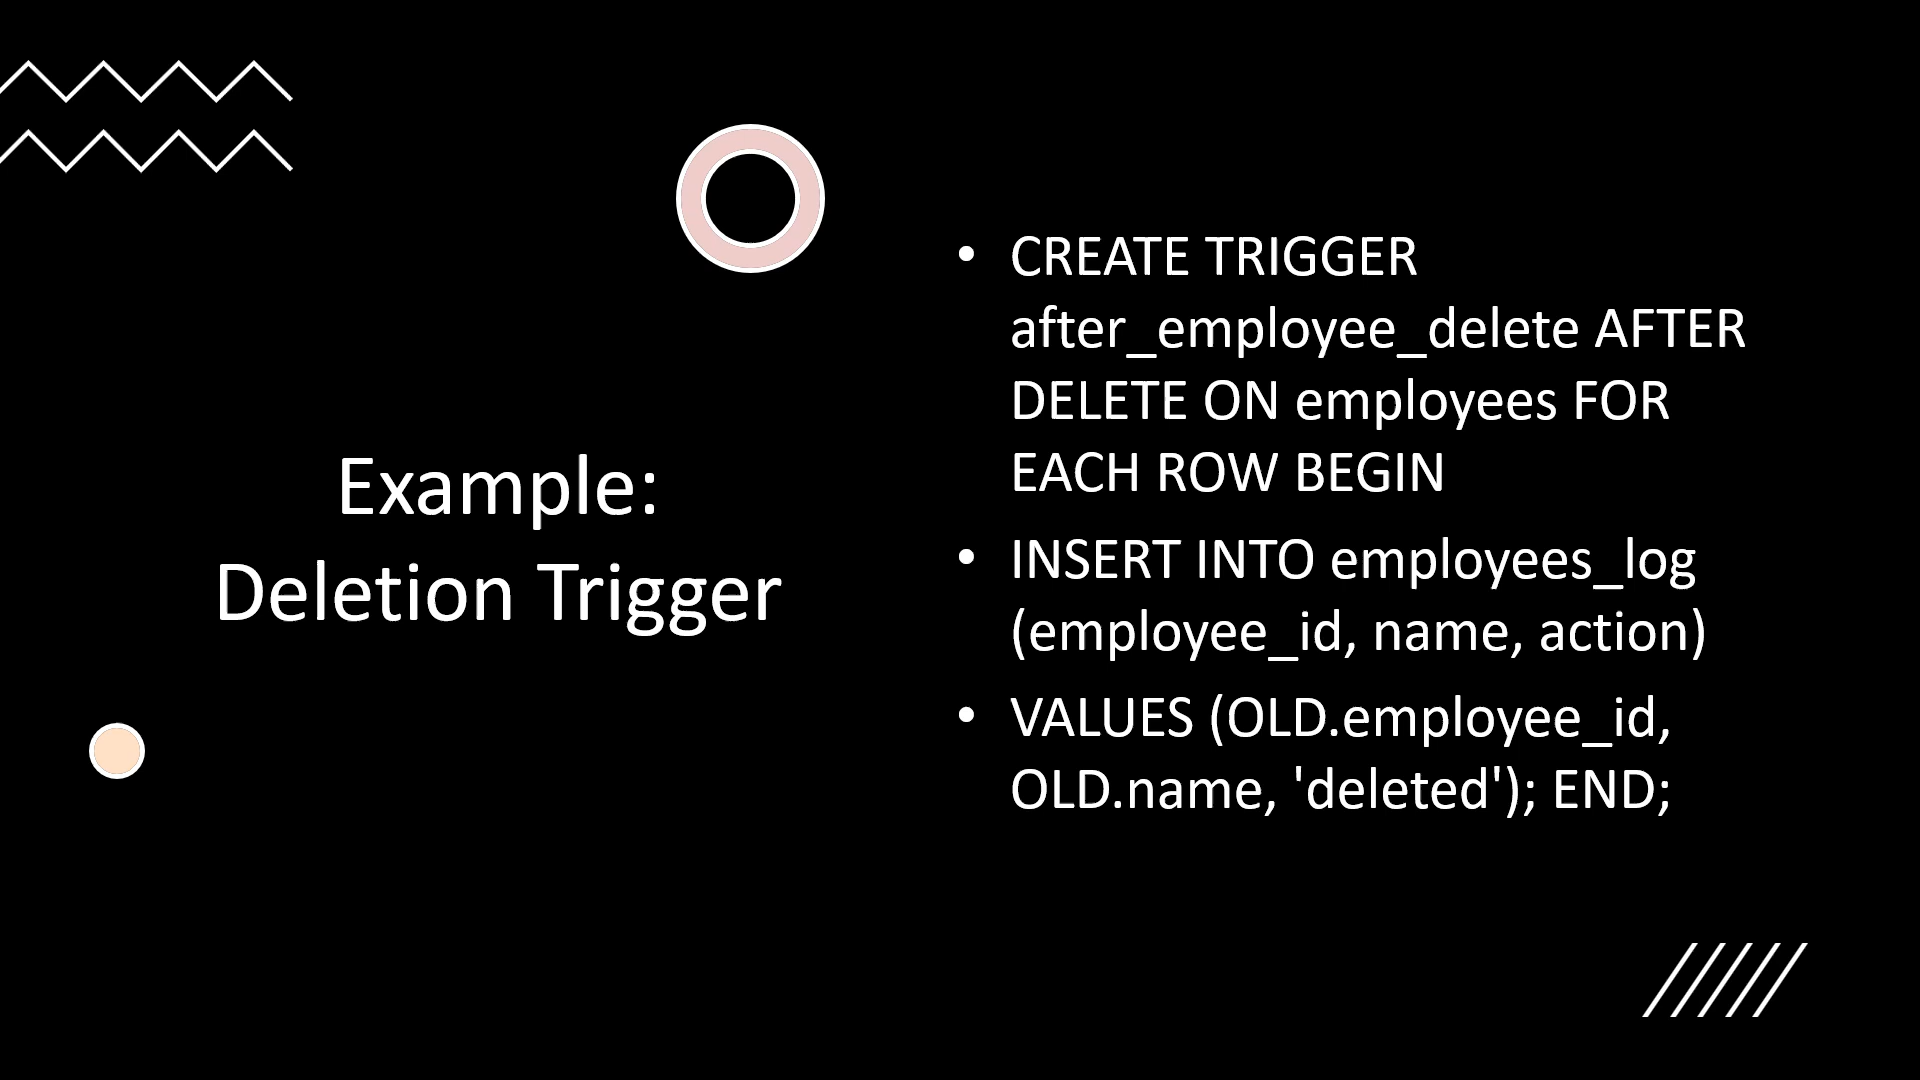 Example:
Deletion Trigger
• CREATE TRIGGER
after_employee_delete AFTER
DELETE ON employees FOR
EACH ROW BEGIN
• INSERT INTO employees_log
(employee_id, name, action)
• VALUES (OLD.employee_id,
OLD.name, 'deleted'); END;